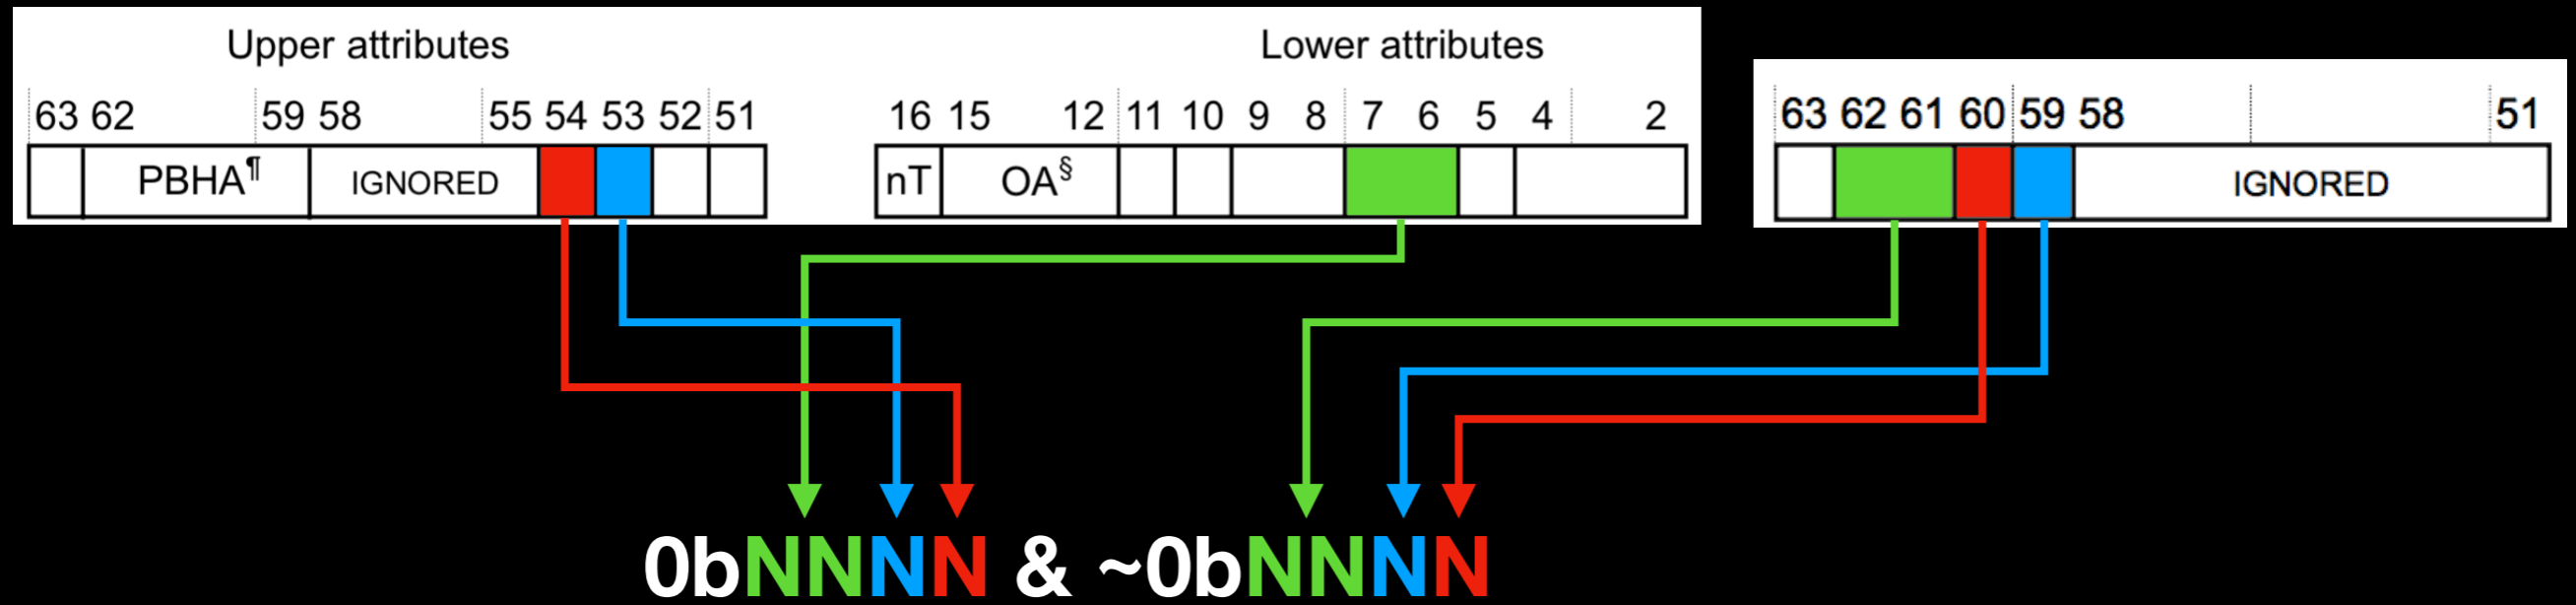 Upper attributes Lower attributes
63 62 59 58 55 54 53 52 51 16 15 12 11 10 9 8 7 6 5 4 2 63 62 61 60 59 58 51
PBHA¶ IGNORED nT OA§ IGNORED
0bNNNN & ~0bNNNN